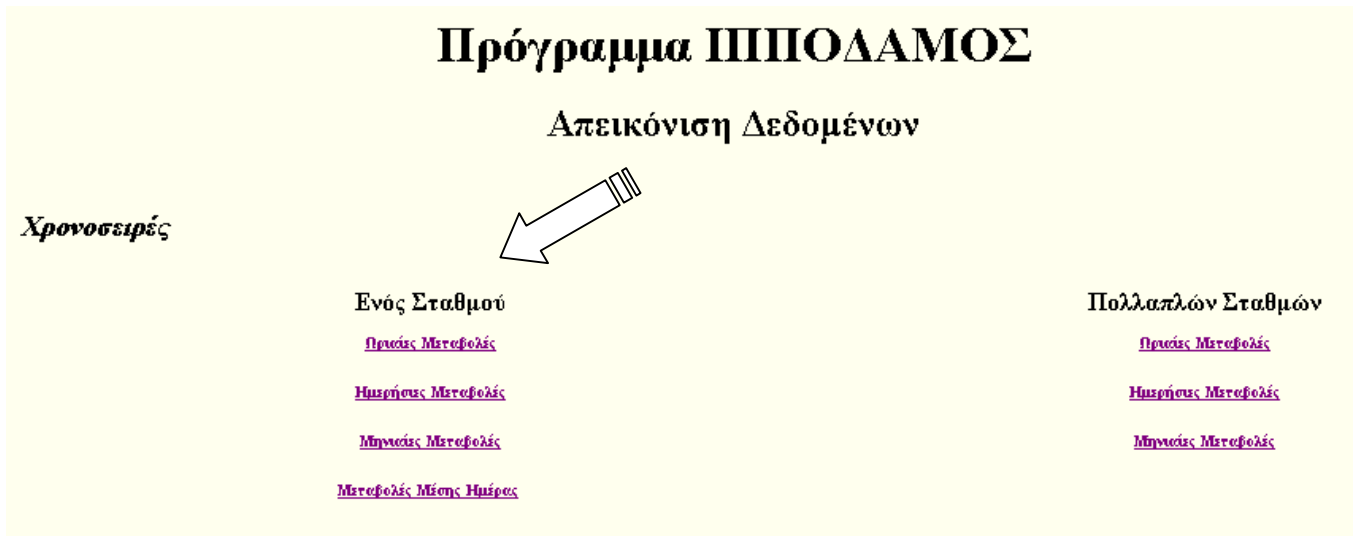 Πρόγραμμα ΙΠΠΟΔΑΜΟΣ
Απεικόνιση Δεδομένων
Χρονοσειρές
Ενός Σταθμού Πολλαπλών Σταθμών
Ωριαίες Μεταβολές Ωριαίες Μεταβολές
Ημερήσιες Μεταβολές Ημερήσιες Μεταβολές
Μηνιαίες Μεταβολές Μηνιαίες Μεταβολές
Μεταβολές Μέσης Ημέρας